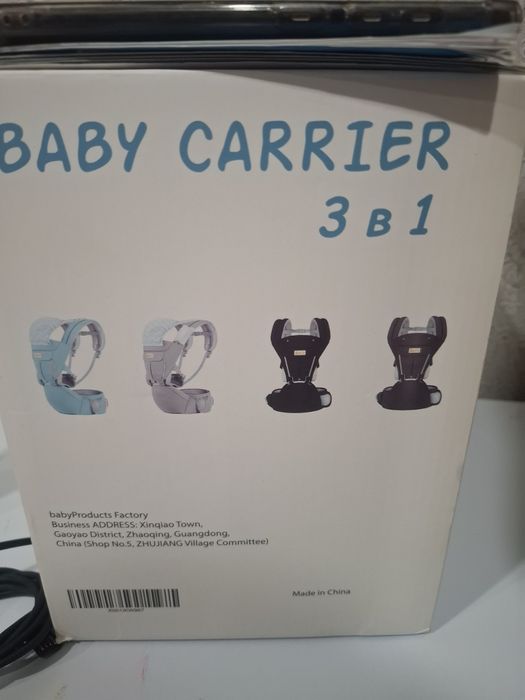 BABY CARRIER
3 в 1
babyProducts Factory
Business ADDRESS: Xinqiao Town,
Gaoyao District, Zhaoqing, Guangdong,
China (Shop No.5, ZHUJIANG Village Committee)
Made in China